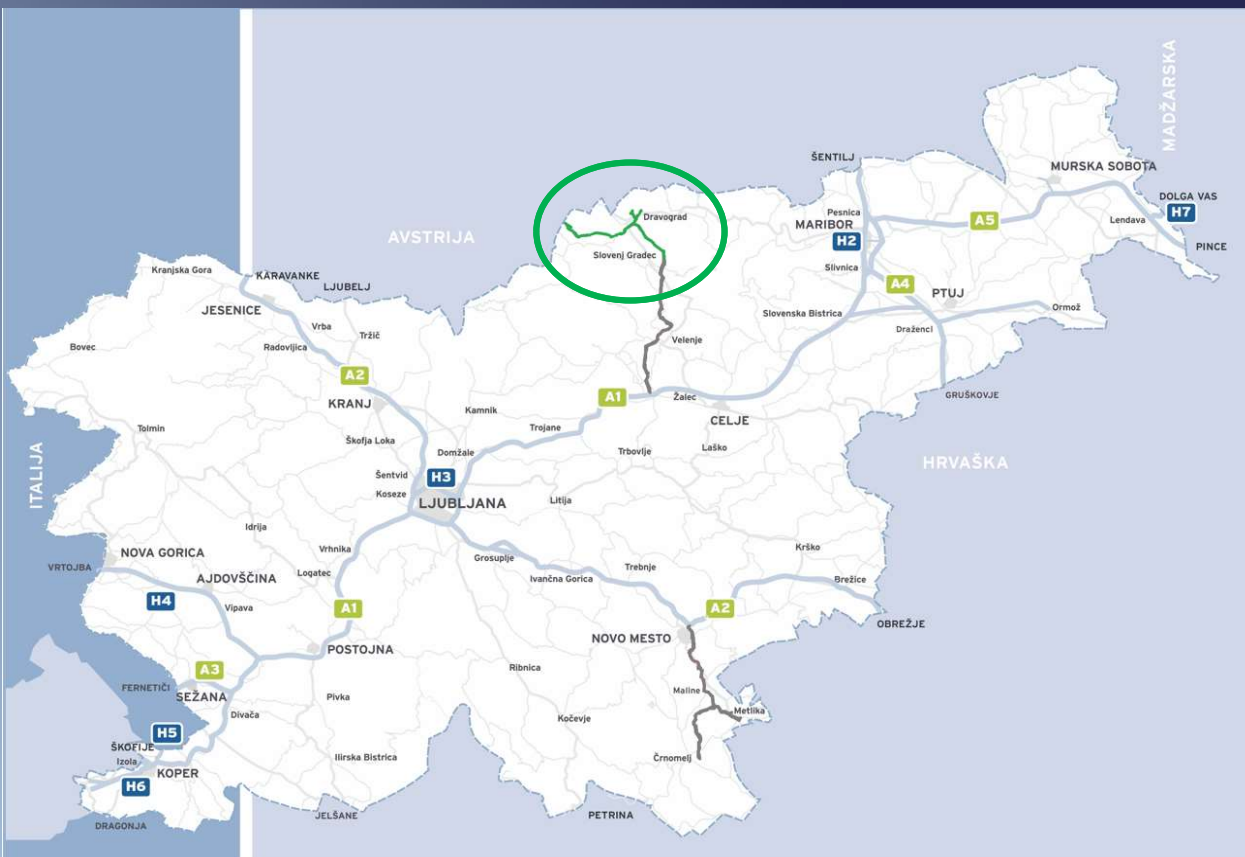 MADŽARSKA
ŠENTILJ
MURSKA SOBOTA
DOLGA VAS
H7
Lendava
PINCE
A5
Pesnica
MARIBOR
H2
Dravograd
AVSTRIJA
Slovenj Gradec
Slivnica
A4
PTUJ
Ormož
Kranjska Gora
KARAVANKE
LJUBELJ
JESENICE
Slovenska Bistrica
Draženci
Vrba
Tržič
Radovljica
Bovec
Velenje
A2
GRUŠKOVJE
KRANJ
A1
Žalec
Kamnik
CELJE
Tolmin
Trojane
Škofja Loka
Domžale
Trbovlje
Laško
HRVAŠKA
ITALIJA
Šentvid
H3
Koseze
LJUBLJANA
Litija
Idrija
Vrhnika
Krško
NOVA GORICA
Grosuplje
Trebnje
VRTOJBA
AJDOVŠČINA
Logatec
Ivančna Gorica
Brežice
H4
Vipava
A1
A2
OBREŽJE
NOVO MESTO
POSTOJNA
Ribnica
A3
FERNETIČI
SEŽANA
Pivka
Maline
Metlika
Divača
Kočevje
H5
ŠKOFIJE
Izola
Ilirska Bistrica
Črnomelj
KOPER
H6
JELŠANE
PETRINA
DRAGONJA